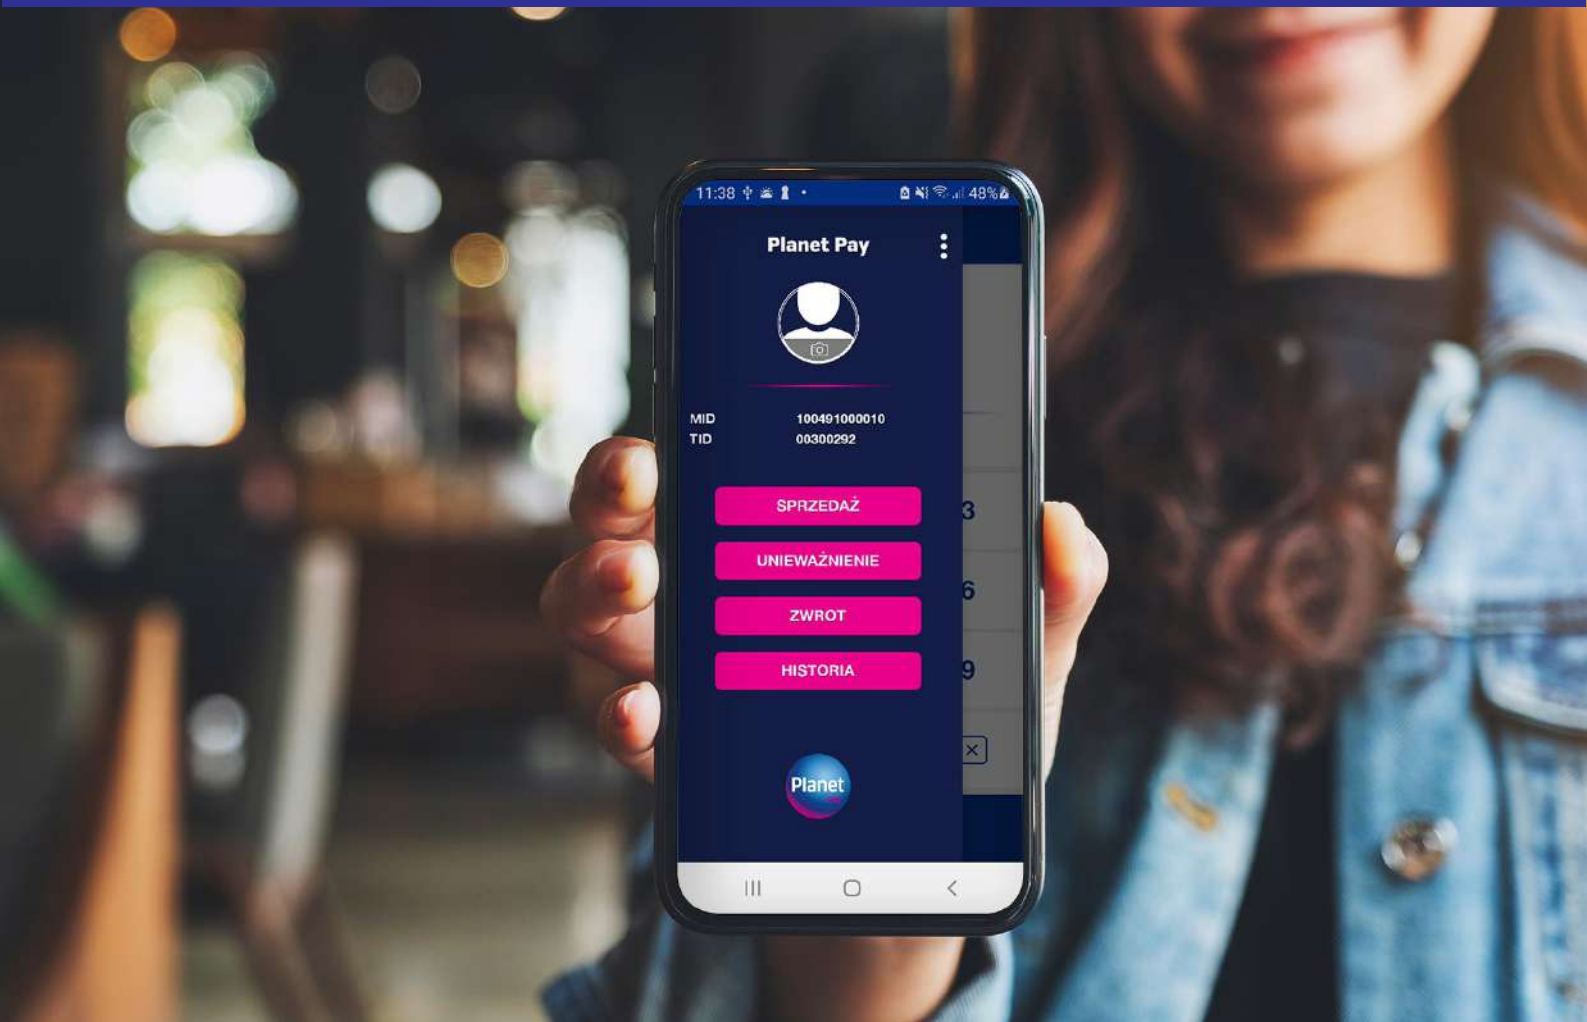 11:38
48%
Planet Pay
MID 100491000010
TID 00300292
SPRZEDAŻ
3
UNIEWAŻNIENIE
6
ZWROT
HISTORIA
9
Planet